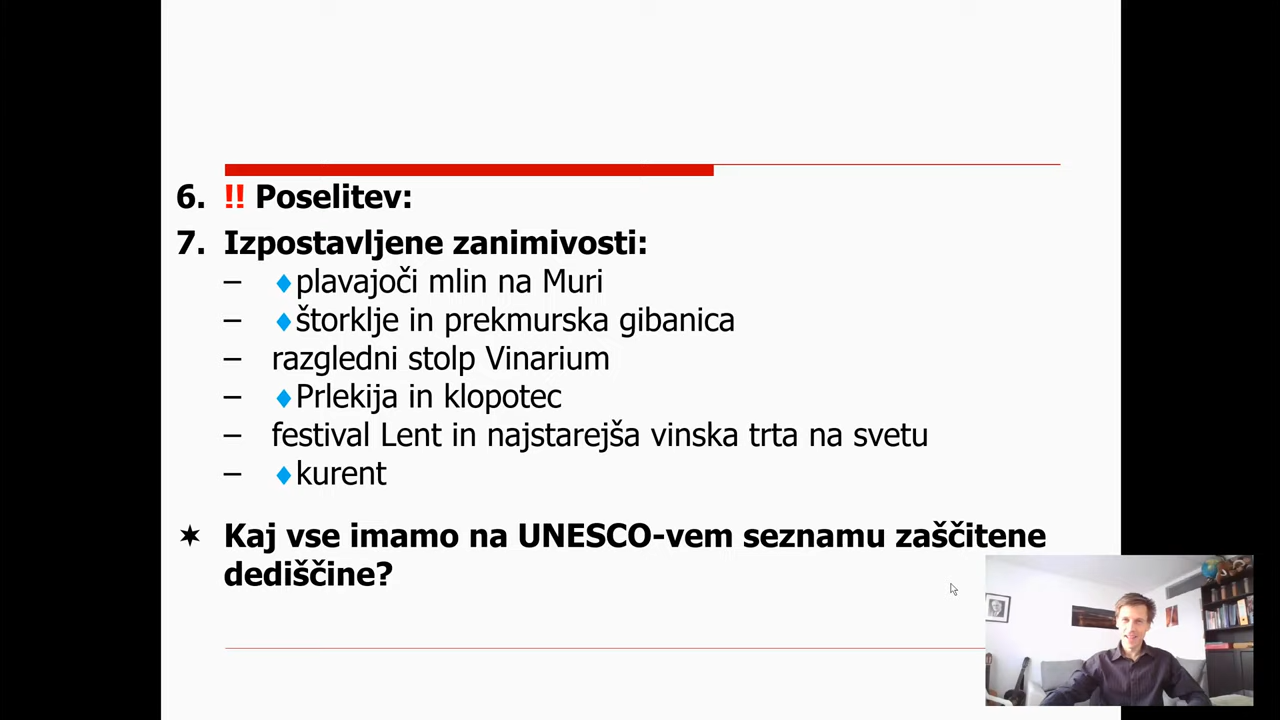 6. !! Poselitev:
7. Izpostavljene zanimivosti:
– ♦plavajoči mlin na Muri
– ♦štorklje in prekmurska gibanica
– razgledni stolp Vinarium
– ♦Prlekija in klopotec
– festival Lent in najstarejša vinska trta na svetu
– ♦kurent
✶ Kaj vse imamo na UNESCO-vem seznamu zaščitene
dediščine?